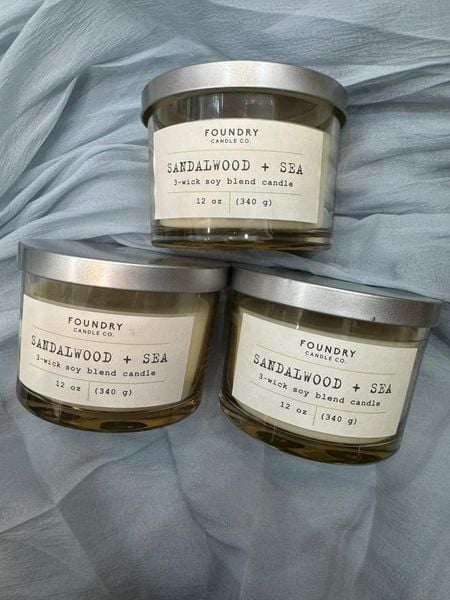 FOUNDRY
CANDLE CO.
SANDALWOOD + SEA
3-wick soy blend candle
12 oz (340 g)
FOUNDRY
CANDLE CO.
SANDALWOOD + SEA
3-wick soy blend candle
12 oz (340 g)
FOUNDRY
CANDLE CO.
SANDALWOOD + SEA
3-wick soy blend candle
12 oz (340 g)